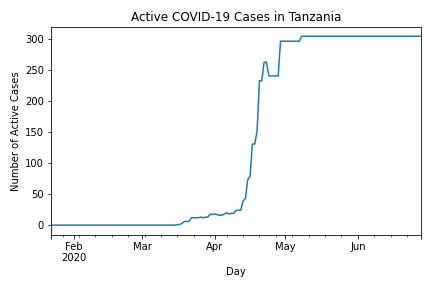 Active COVID-19 Cases in Tanzania
300
250
200
150
100
50
0
Number of Active Cases
Feb Mar Apr May Jun
2020
Day